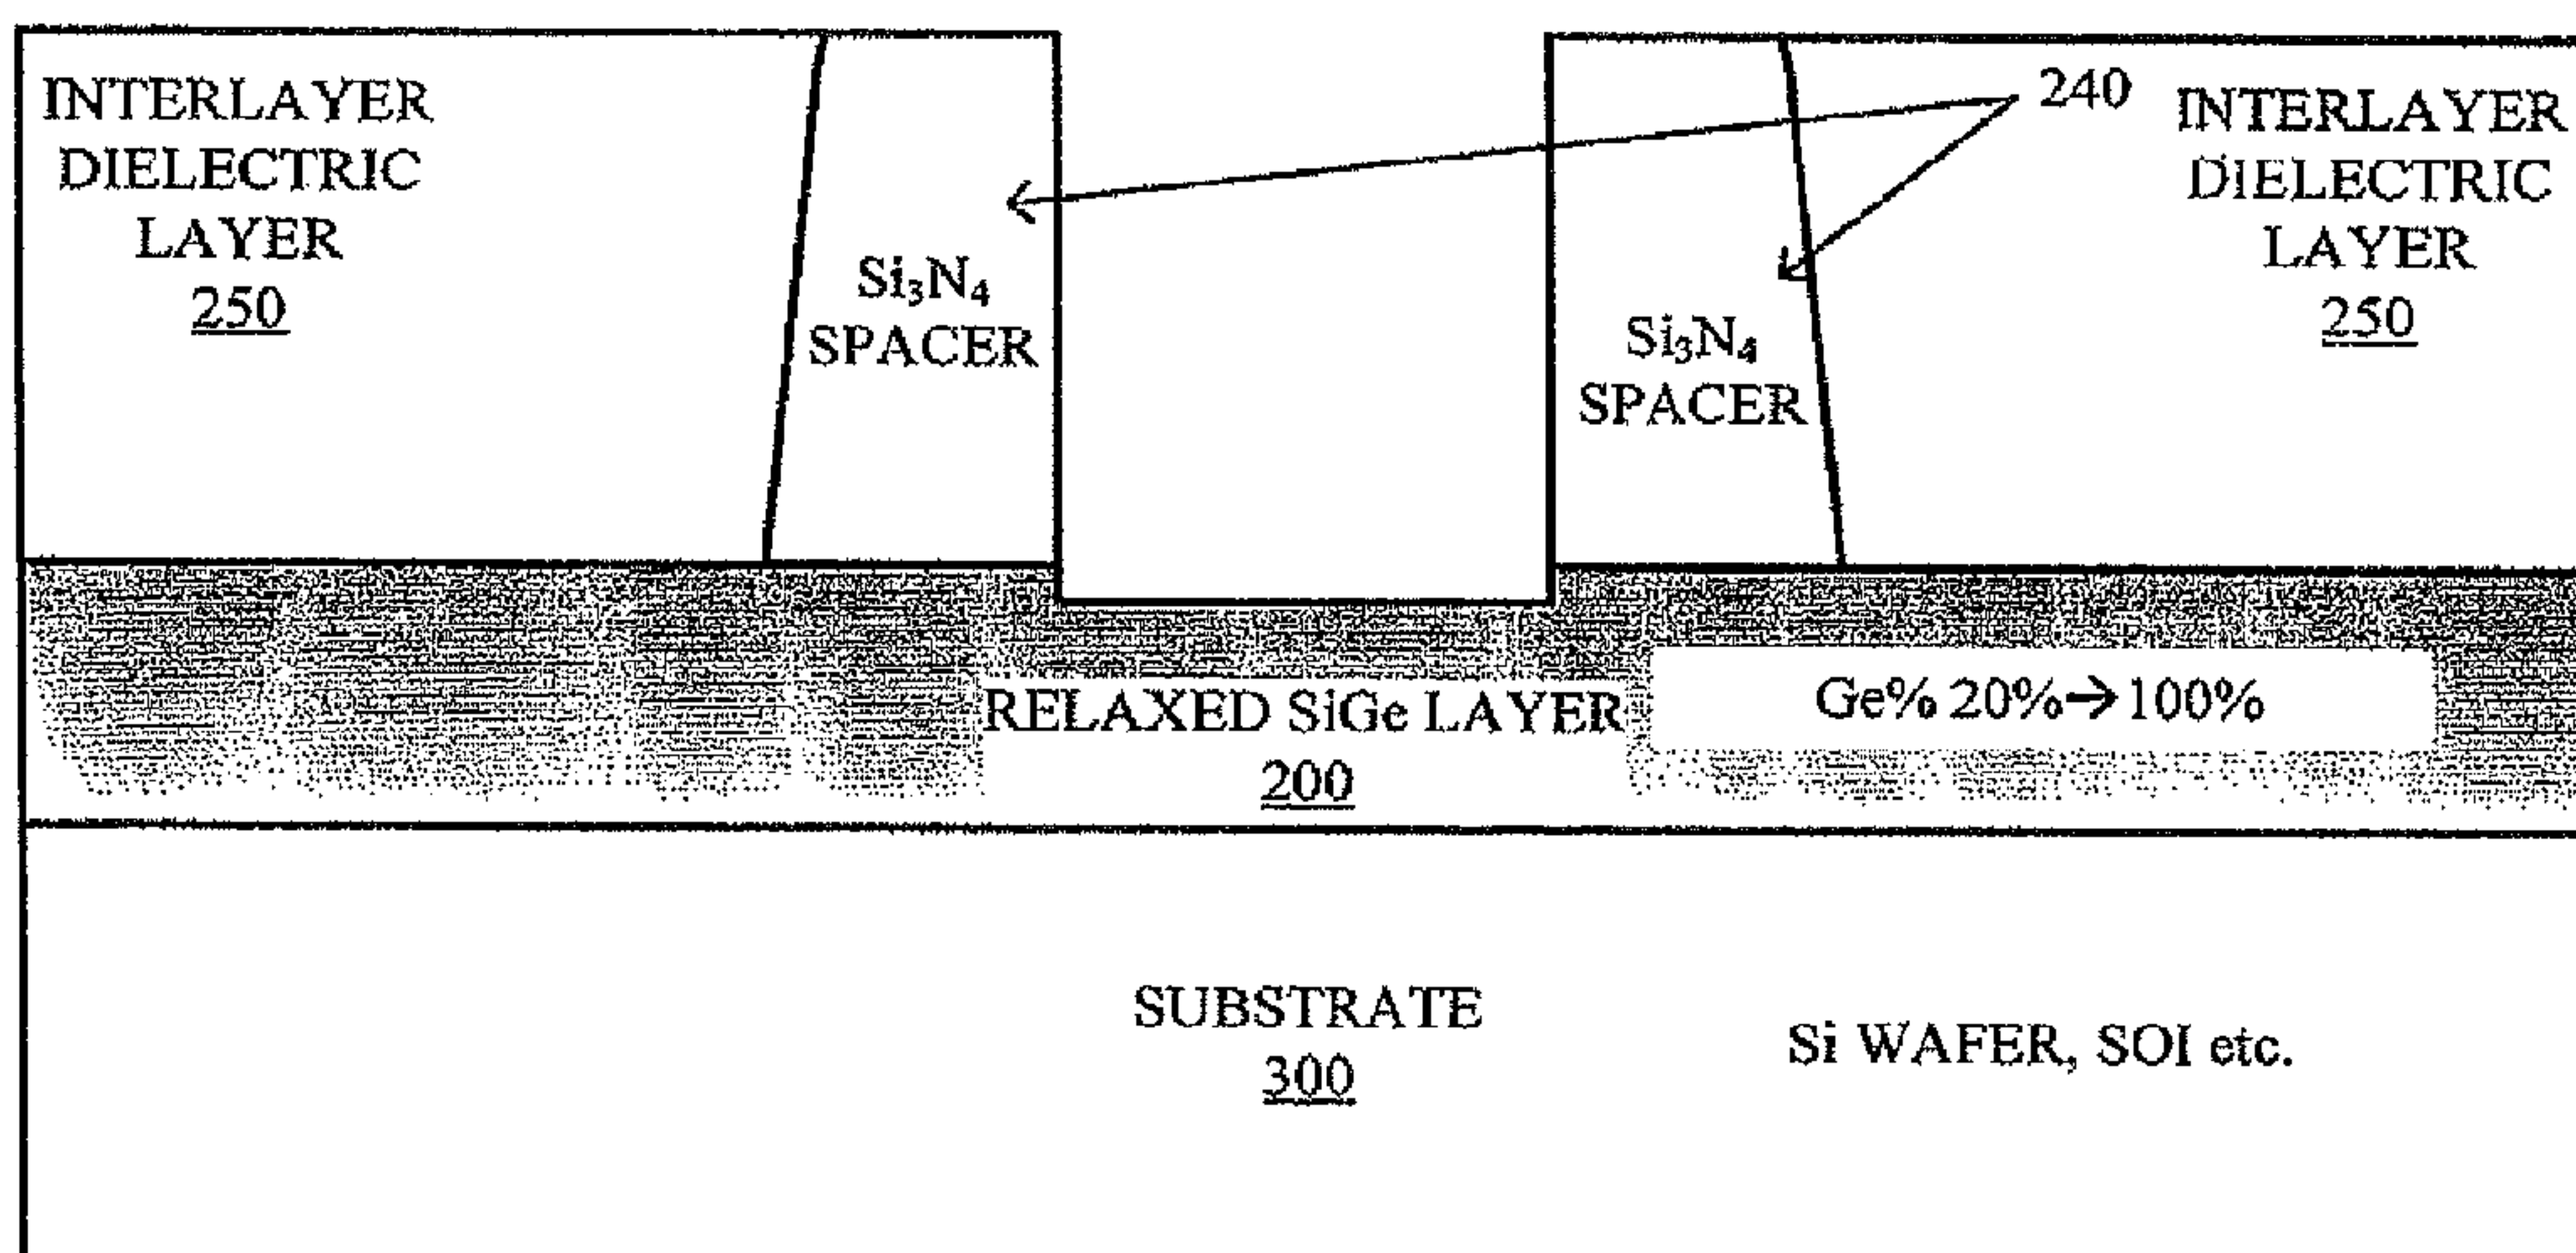 INTERLAYER
DIELECTRIC
LAYER
250
Si₃N₄
SPACER
240
Si₃N₄
SPACER
INTERLAYER
DIELECTRIC
LAYER
250
RELAXED SiGe LAYER
200
Ge% 20%→100%
SUBSTRATE
300
Si WAFER, SOI etc.